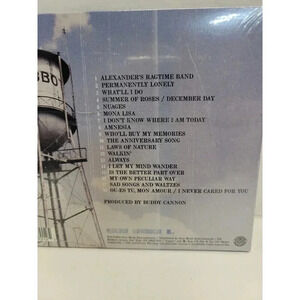 BBO
ALEXANDER'S RAGTIME BAND
PERMANENTLY LONELY
WHAT'LL I DO
SUMMER OF ROSES / DECEMBER DAY
NUAGES
MONA LISA
I DON'T KNOW WHERE I AM TODAY
AMNESIA
WHO'LL BUY MY MEMORIES
THE ANNIVERSARY SONG
LAWS OF NATURE
WALKIN'
ALWAYS
I LET MY MIND WANDER
IS THE BETTER PART OVER
MY OWN PECULIAR WAY
SAD SONGS AND WALTZES
OU-ES TU, MON AMOUR / I NEVER CARED FOR YOU
PRODUCED BY BUDDY CANNON